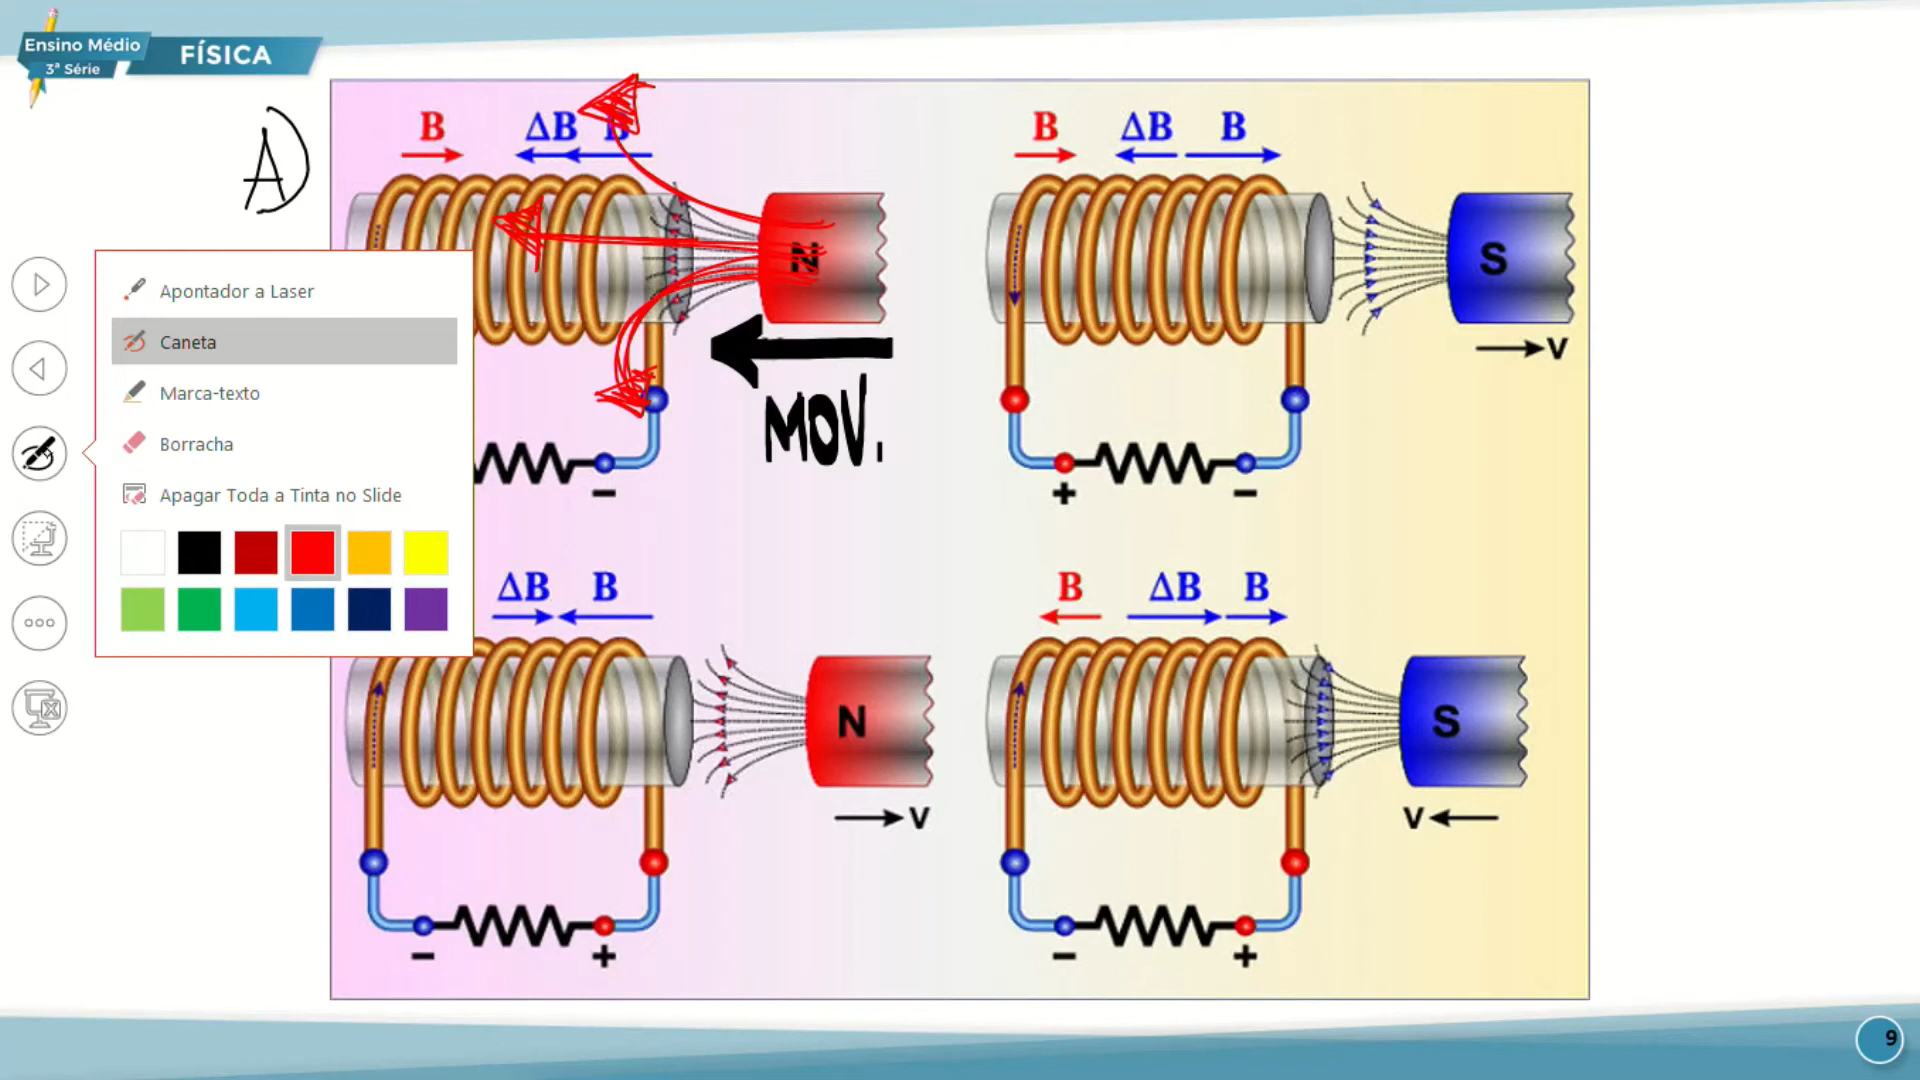 Ensino Médio
3ª Série
FÍSICA
A)
B ΔB B
B ΔB B
N
S
V
MOV.
Apontador a Laser
Caneta
Marca-texto
Borracha
Apagar Toda a Tinta no Slide
−
+ −
ΔB B
B ΔB B
N
S
V
V
− +
− +
9